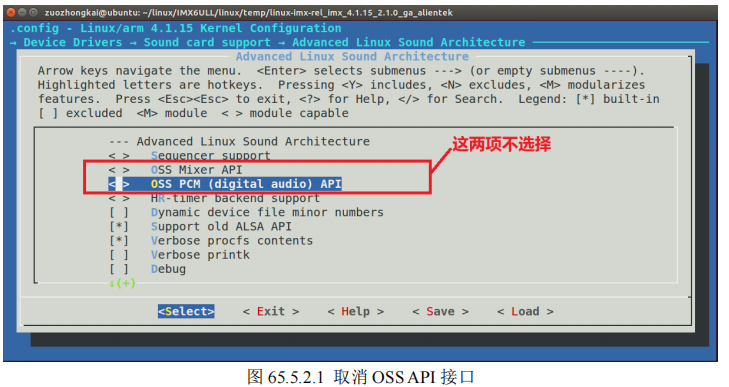 zuozhongkai@ubuntu: ~/linux/IMX6ULL/linux/temp/linux-imx-rel_imx_4.1.15_2.1.0_ga_alientek
.config - Linux/arm 4.1.15 Kernel Configuration
→ Device Drivers → Sound card support → Advanced Linux Sound Architecture
Advanced Linux Sound Architecture
Arrow keys navigate the menu. <Enter> selects submenus ---> (or empty submenus ----).
Highlighted letters are hotkeys. Pressing <Y> includes, <N> excludes, <M> modularizes
features. Press <Esc><Esc> to exit, <?> for Help, </> for Search. Legend: [*] built-in
[ ] excluded <M> module < > module capable
--- Advanced Linux Sound Architecture
< > Sequencer support
这两项不选择
< > OSS Mixer API
< > OSS PCM (digital audio) API
< > HR-timer backend support
[ ] Dynamic device file minor numbers
[*] Support old ALSA API
[*] Verbose procfs contents
[ ] Verbose printk
[ ] Debug
↓(+)
<Select> < Exit > < Help > < Save > < Load >
图 65.5.2.1 取消 OSS API 接口